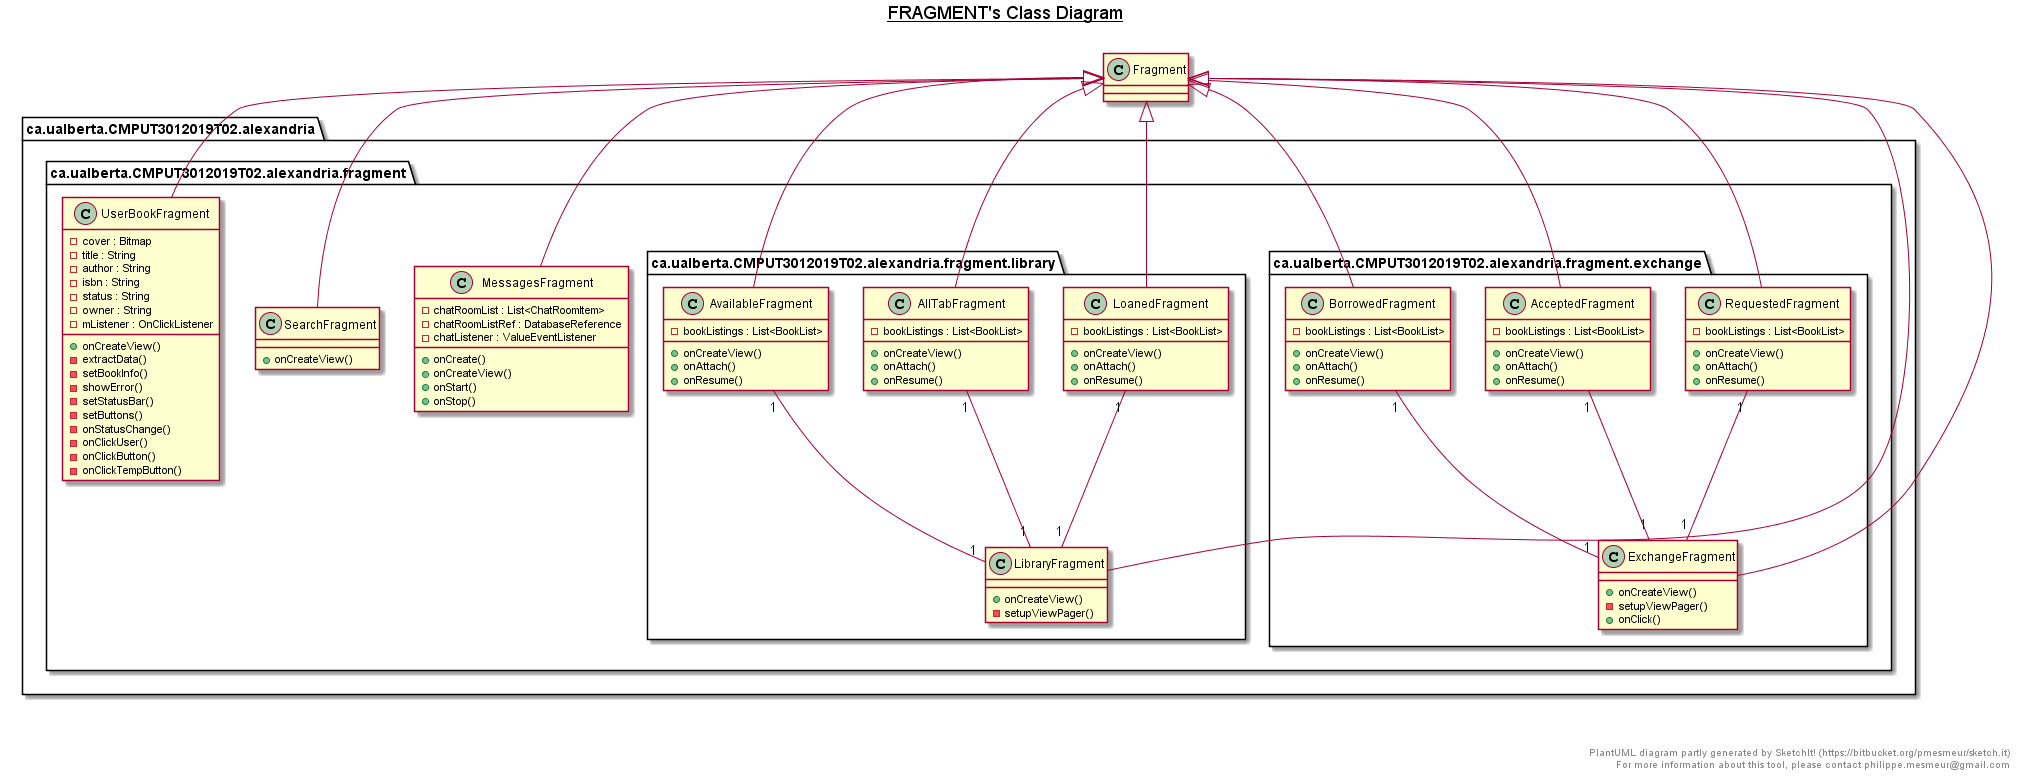 FRAGMENT's Class Diagram
C Fragment
ca.ualberta.CMPUT3012019T02.alexandria
ca.ualberta.CMPUT3012019T02.alexandria.fragment
C UserBookFragment
cover : Bitmap
title : String
author : String
isbn : String
status : String
owner : String
mListener : OnClickListener
onCreateView()
extractData()
setBookInfo()
showError()
setStatusBar()
setButtons()
onStatusChange()
onClickUser()
onClickButton()
onClickTempButton()
C SearchFragment
onCreateView()
C MessagesFragment
chatRoomList : List<ChatRoomItem>
chatRoomListRef : DatabaseReference
chatListener : ValueEventListener
onCreate()
onCreateView()
onStart()
onStop()
ca.ualberta.CMPUT3012019T02.alexandria.fragment.library
C AvailableFragment
bookListings : List<BookList>
onCreateView()
onAttach()
onResume()
C AllTabFragment
bookListings : List<BookList>
onCreateView()
onAttach()
onResume()
C LoanedFragment
bookListings : List<BookList>
onCreateView()
onAttach()
onResume()
1
1
1
1
1
1
C LibraryFragment
onCreateView()
setupViewPager()
ca.ualberta.CMPUT3012019T02.alexandria.fragment.exchange
C BorrowedFragment
bookListings : List<BookList>
onCreateView()
onAttach()
onResume()
C AcceptedFragment
bookListings : List<BookList>
onCreateView()
onAttach()
onResume()
C RequestedFragment
bookListings : List<BookList>
onCreateView()
onAttach()
onResume()
1
1
1
1
1
1
C ExchangeFragment
onCreateView()
setupViewPager()
onClick()
PlantUML diagram partly generated by SketchIt! (https://bitbucket.org/pmesmeur/sketch.it)
For more information about this tool, please contact philippe.mesmeur@gmail.com